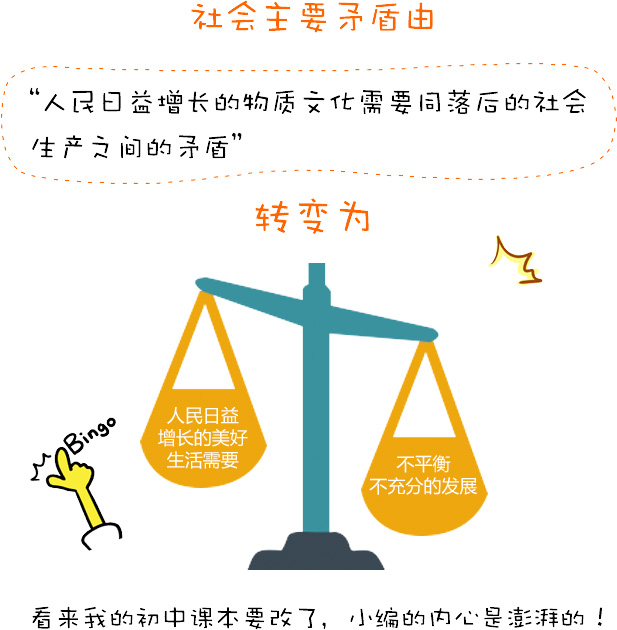 社会主要矛盾由
“人民日益增长的物质文化需要同落后的社会
生产之间的矛盾”
转变为
人民日益
增长的美好
生活需要
不平衡
不充分的发展
Bingo
看来我的初中课本要改了，小编的内心是澎湃的！